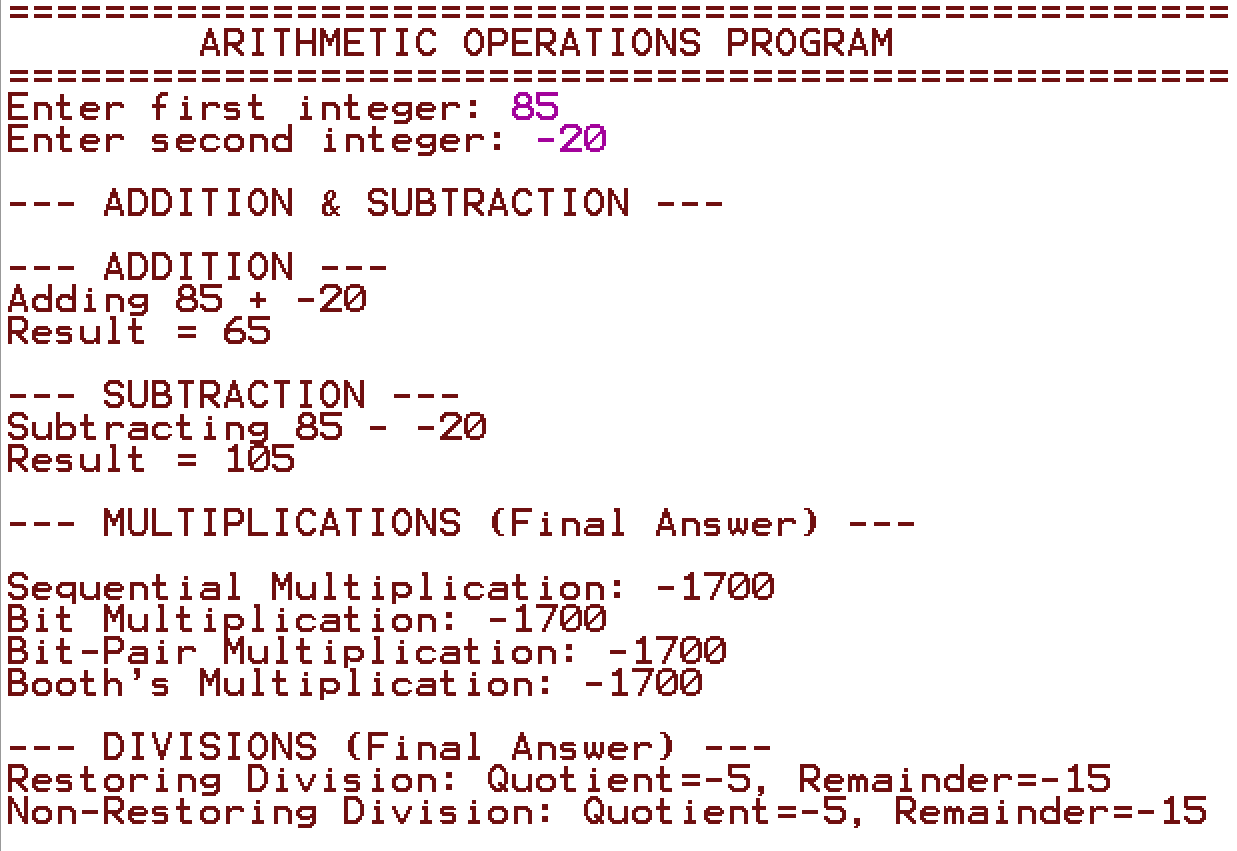 ===================================================
ARITHMETIC OPERATIONS PROGRAM
===================================================
Enter first integer: 85
Enter second integer: -20
--- ADDITION & SUBTRACTION ---
--- ADDITION ---
Adding 85 + -20
Result = 65
--- SUBTRACTION ---
Subtracting 85 - -20
Result = 105
--- MULTIPLICATIONS (Final Answer) ---
Sequential Multiplication: -1700
Bit Multiplication: -1700
Bit-Pair Multiplication: -1700
Booth's Multiplication: -1700
--- DIVISIONS (Final Answer) ---
Restoring Division: Quotient=-5, Remainder=-15
Non-Restoring Division: Quotient=-5, Remainder=-15